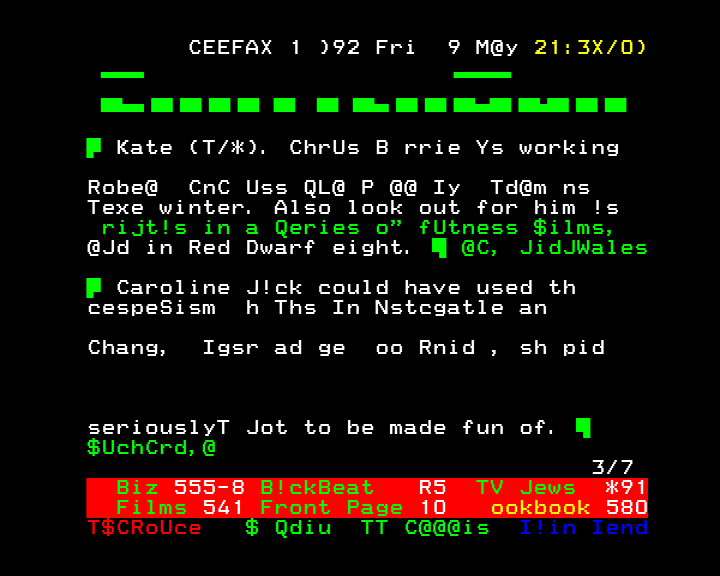 CEEFAX 1 )92 Fri  9 M@y 21:3X/O)
Kate (T/*). ChrUs B rrie Ys working
Robe@  CnC Uss QL@ P @@ Iy  Td@m ns
Texe winter. Also look out for him !s
rijt!s in a Qeries o” fUtness $ilms,
@Jd in Red Dwarf eight. @C, JidJWales
Caroline J!ck could have used th
cespeSism  h Ths In Nstcgatle an
Chang,  Igsr ad ge  oo Rnid , sh pid
seriouslyT Jot to be made fun of.
$UchCrd,@
3/7
Biz 555-8 B!ckBeat   R5  TV Jews  *91
Films 541 Front Page 10   ookbook 580
T$CRoUce   $ Qdiu  TT C@@@is  I!in Iend